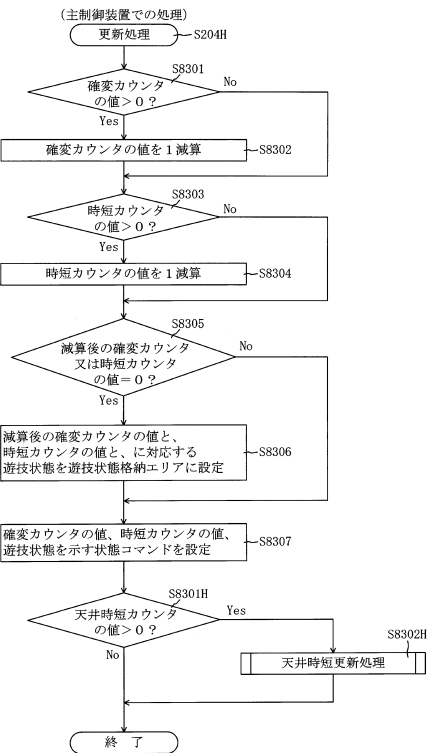 （主制御装置での処理）
更新処理
S204H
S8301
確変カウンタ
の値＞０？
No
Yes
確変カウンタの値を１減算
S8302
S8303
時短カウンタ
の値＞０？
No
Yes
時短カウンタの値を１減算
S8304
S8305
減算後の確変カウンタ
又は時短カウンタ
の値＝０？
No
Yes
減算後の確変カウンタの値と、
時短カウンタの値と、に対応する
遊技状態を遊技状態格納エリアに設定
S8306
確変カウンタの値、時短カウンタの値、
遊技状態を示す状態コマンドを設定
S8307
S8301H
天井時短カウンタ
の値＞０？
Yes
No
S8302H
天井時短更新処理
終　了